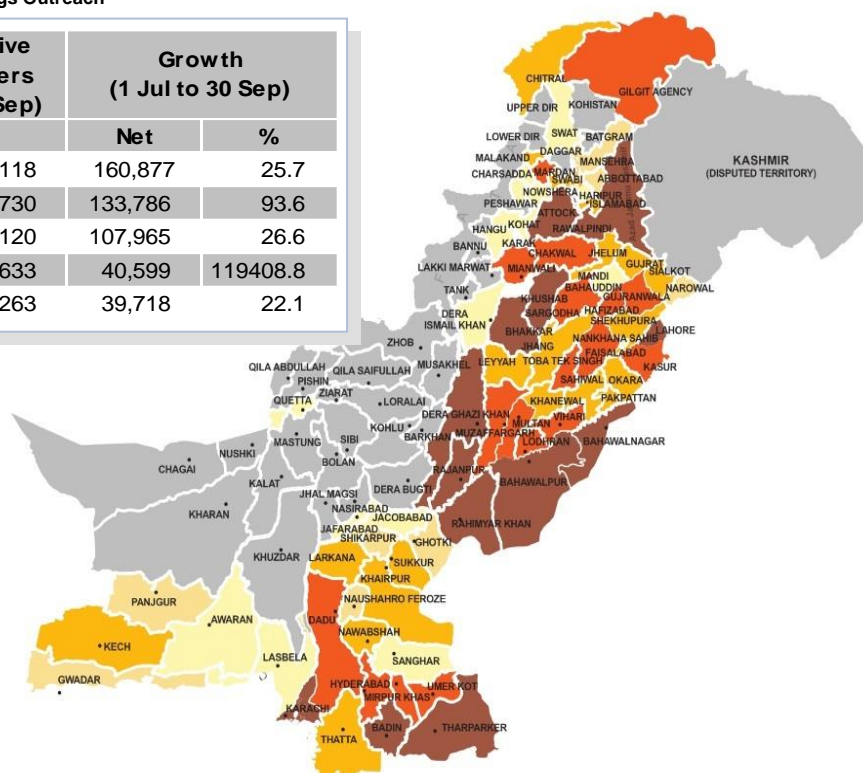 gs Outreach
ive
ers
Sep)
Growth
(1 Jul to 30 Sep)
Net %
118 160,877 25.7
730 133,786 93.6
120 107,965 26.6
633 40,599 119408.8
263 39,718 22.1
CHITRAL
GILGIT AGENCY
UPPER DIR
KOHISTAN
LOWER DIR
SWAT
BATGRAM
DAGGAR
MALAKAND
MANSEHRA
KASHMIR
(DISPUTED TERRITORY)
CHARSADDA
MARDAN
SWABI
ABBOTTABAD
NOWSHERA
HARIPUR
PESHAWAR
ISLAMABAD
ATTOCK
HANGU
KOHAT
RAWALPINDI
BANNU
KARAK
CHAKWAL
JHELUM
LAKKI MARWAT
MIANWALI
GUJRAT
SIALKOT
MANDI
BAHAUDDIN
NAROWAL
TANK
KHUSHAB
GUJRANWALA
DERA
ISMAIL KHAN
SARGODHA
HAFIZABAD
SHEKHUPURA
BHAKKAR
LAHORE
ZHOB
JHANG
NANKHANA SAHIB
FAISALABAD
QILA ABDULLAH
QILA SAIFULLAH
MUSAKHEL
LEYYAH
TOBA TEK SINGH
KASUR
PISHIN
ZIARAT
SAHIWAL
OKARA
QUETTA
LORALAI
KHANEWAL
PAKPATTAN
DERA GHAZI KHAN
VIHARI
MULTAN
KOHLU
BARKHAN
MUZAFFARGARH
MASTUNG
SIBI
LODHRAN
BAHAWALNAGAR
NUSHKI
BOLAN
CHAGAI
RAJANPUR
KALAT
DERA BUGTI
BAHAWALPUR
JHAL MAGSI
KHARAN
NASIRABAD
JACOBABAD
RAHIMYAR KHAN
JAFARABAD
SHIKARPUR
GHOTKI
KHUZDAR
LARKANA
SUKKUR
KHAIRPUR
PANJGUR
NAUSHAHRO FEROZE
AWARAN
DADU
NAWABSHAH
KECH
LASBELA
SANGHAR
GWADAR
HYDERABAD
UMER KOT
MIRPUR KHAS
KARACHI
THARPARKER
BADIN
THATTA